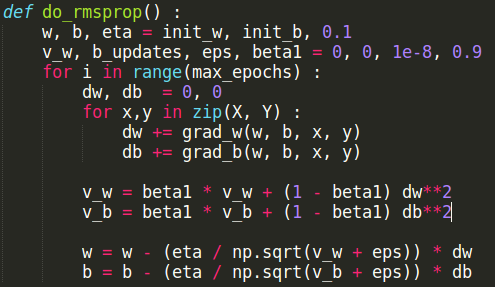 def do_rmsprop() :
w, b, eta = init_w, init_b, 0.1
v_w, b_updates, eps, beta1 = 0, 0, 1e-8, 0.9
for i in range(max_epochs) :
dw, db = 0, 0
for x,y in zip(X, Y) :
dw += grad_w(w, b, x, y)
db += grad_b(w, b, x, y)
v_w = beta1 * v_w + (1 - beta1) dw**2
v_b = beta1 * v_b + (1 - beta1) db**2
w = w - (eta / np.sqrt(v_w + eps)) * dw
b = b - (eta / np.sqrt(v_b + eps)) * db